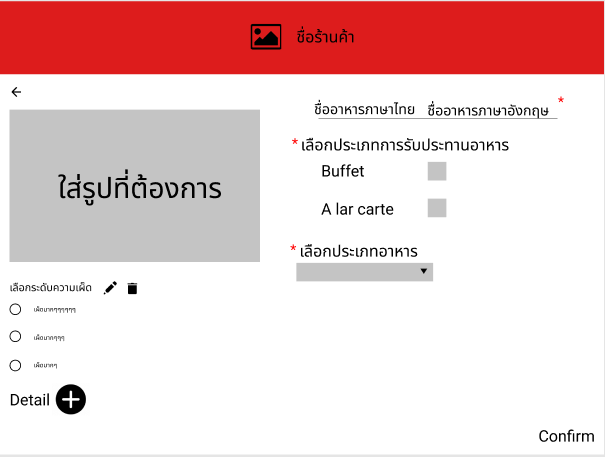 ชื่อร้านค้า
ชื่ออาหารภาษาไทย ชื่ออาหารภาษาอังกฤษ *
ใส่รูปที่ต้องการ
* เลือกประเภทการรับประทานอาหาร
Buffet
A lar carte
* เลือกประเภทอาหาร
เลือกระดับความเผ็ด
เผ็ดมากๆๆๆๆๆ
เผ็ดมากๆๆๆ
เผ็ดมากๆ
Detail
Confirm